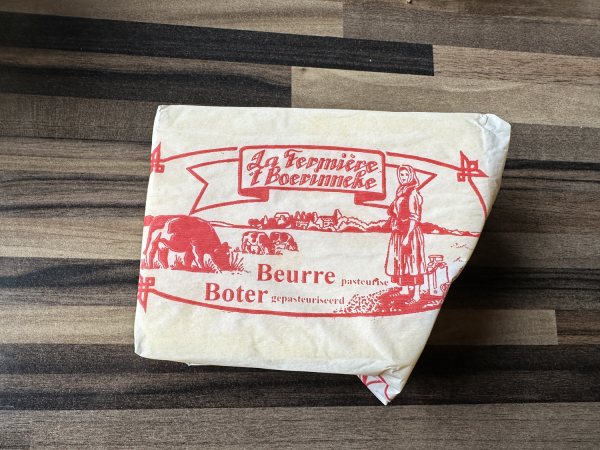 La Fermière
't Boerinneke
Beurre pasteurisé
Boter gepasteuriseerd